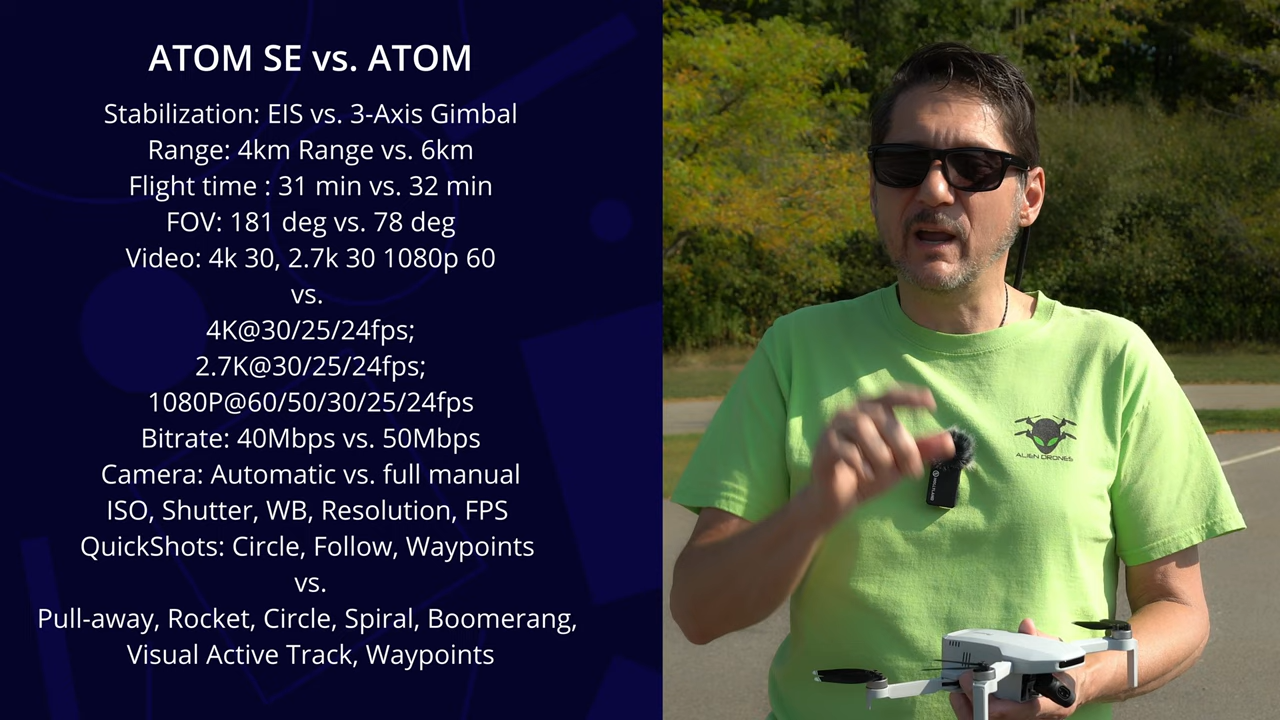 ATOM SE vs. ATOM
Stabilization: EIS vs. 3-Axis Gimbal
Range: 4km Range vs. 6km
Flight time : 31 min vs. 32 min
FOV: 181 deg vs. 78 deg
Video: 4k 30, 2.7k 30 1080p 60
vs.
4K@30/25/24fps;
2.7K@30/25/24fps;
1080P@60/50/30/25/24fps
Bitrate: 40Mbps vs. 50Mbps
Camera: Automatic vs. full manual
ISO, Shutter, WB, Resolution, FPS
QuickShots: Circle, Follow, Waypoints
vs.
Pull-away, Rocket, Circle, Spiral, Boomerang,
Visual Active Track, Waypoints
ALIEN DRONES